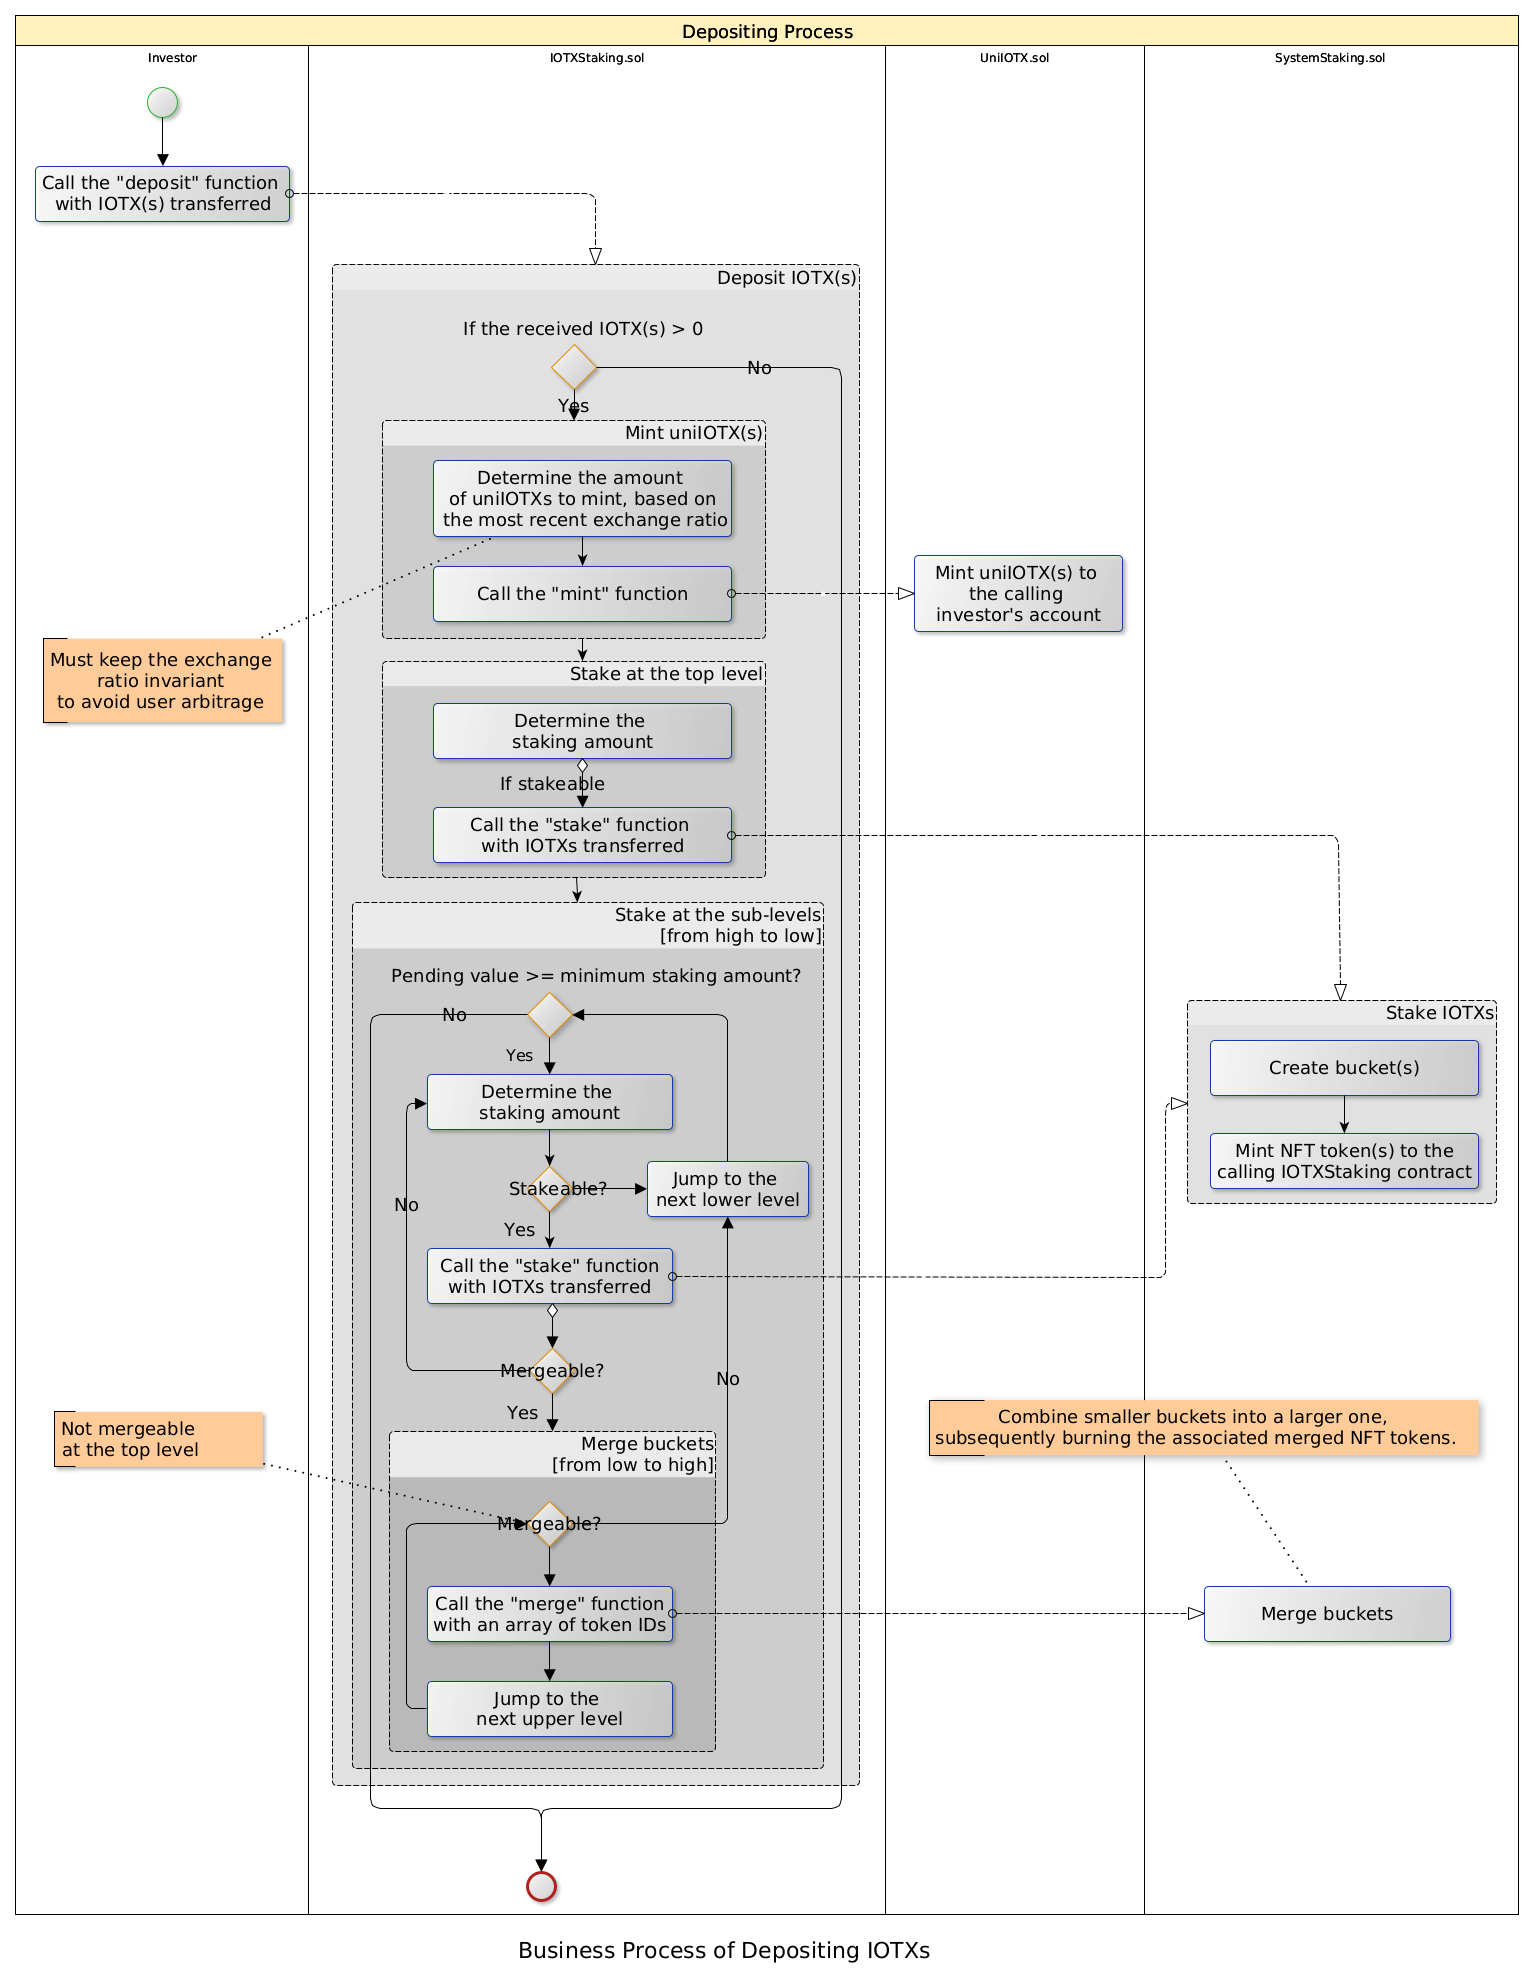 Depositing Process
Investor
IOTXStaking.sol
UniIOTX.sol
SystemStaking.sol
Call the "deposit" function
with IOTX(s) transferred
Deposit IOTX(s)
If the received IOTX(s) > 0
No
Yes
Mint uniIOTX(s)
Determine the amount
of uniIOTXs to mint, based on
the most recent exchange ratio
Call the "mint" function
Mint uniIOTX(s) to
the calling
investor's account
Must keep the exchange
ratio invariant
to avoid user arbitrage
Stake at the top level
Determine the
staking amount
If stakeable
Call the "stake" function
with IOTXs transferred
Stake at the sub-levels
[from high to low]
Pending value >= minimum staking amount?
No
Yes
Determine the
staking amount
Stake IOTXs
Create bucket(s)
Mint NFT token(s) to the
calling IOTXStaking contract
Stakeable?
Jump to the
next lower level
No
Yes
Call the "stake" function
with IOTXs transferred
Mergeable?
No
Yes
Not mergeable
at the top level
Combine smaller buckets into a larger one,
subsequently burning the associated merged NFT tokens.
Merge buckets
[from low to high]
Mergeable?
Call the "merge" function
with an array of token IDs
Merge buckets
Jump to the
next upper level
Business Process of Depositing IOTXs